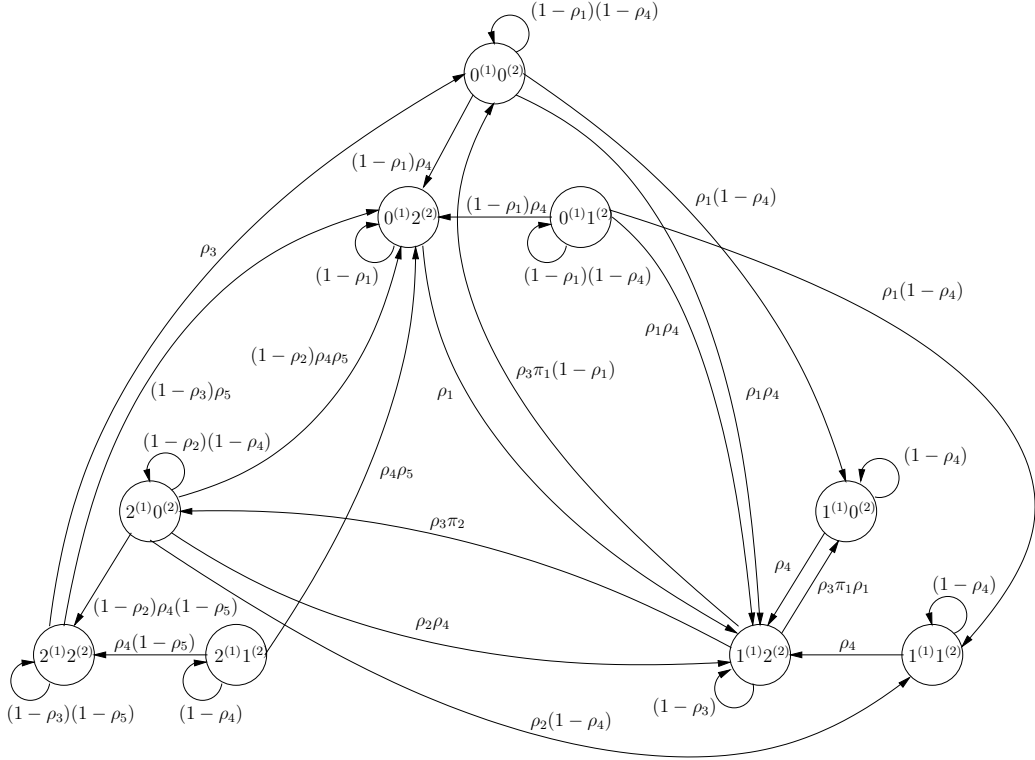 (1 − ρ₁)(1 − ρ₄)
0⁽¹⁾0⁽²⁾
(1 − ρ₁)ρ₄
ρ₁(1 − ρ₄)
0⁽¹⁾2⁽²⁾
(1 − ρ₁)ρ₄
0⁽¹⁾1⁽²⁾
ρ₃
(1 − ρ₁)
(1 − ρ₁)(1 − ρ₄)
ρ₁(1 − ρ₄)
ρ₁ρ₄
(1 − ρ₂)ρ₄ρ₅
ρ₃π₁(1 − ρ₁)
(1 − ρ₃)ρ₅
ρ₁
ρ₁ρ₄
(1 − ρ₂)(1 − ρ₄)
ρ₄ρ₅
(1 − ρ₄)
2⁽¹⁾0⁽²⁾
1⁽¹⁾0⁽²⁾
ρ₃π₂
ρ₄
ρ₃π₁ρ₁
(1 − ρ₄)
(1 − ρ₂)ρ₄(1 − ρ₅)
ρ₂ρ₄
2⁽¹⁾2⁽²⁾
ρ₄(1 − ρ₅)
2⁽¹⁾1⁽²⁾
1⁽¹⁾2⁽²⁾
ρ₄
1⁽¹⁾1⁽²⁾
(1 − ρ₃)(1 − ρ₅)
(1 − ρ₄)
(1 − ρ₃)
ρ₂(1 − ρ₄)